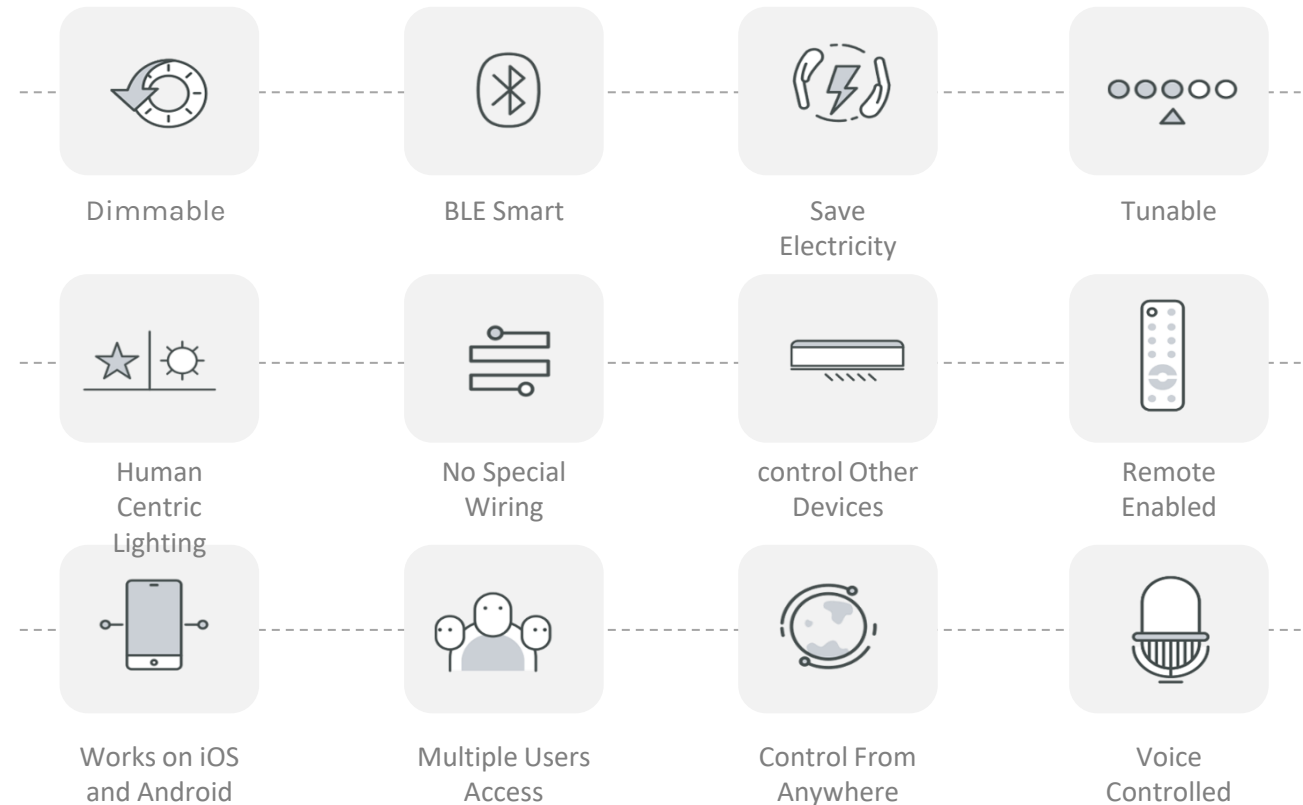 Dimmable
BLE Smart
Save
Electricity
Tunable
Human
Centric
Lighting
No Special
Wiring
control Other
Devices
Remote
Enabled
Works on iOS
and Android
Multiple Users
Access
Control From
Anywhere
Voice
Controlled